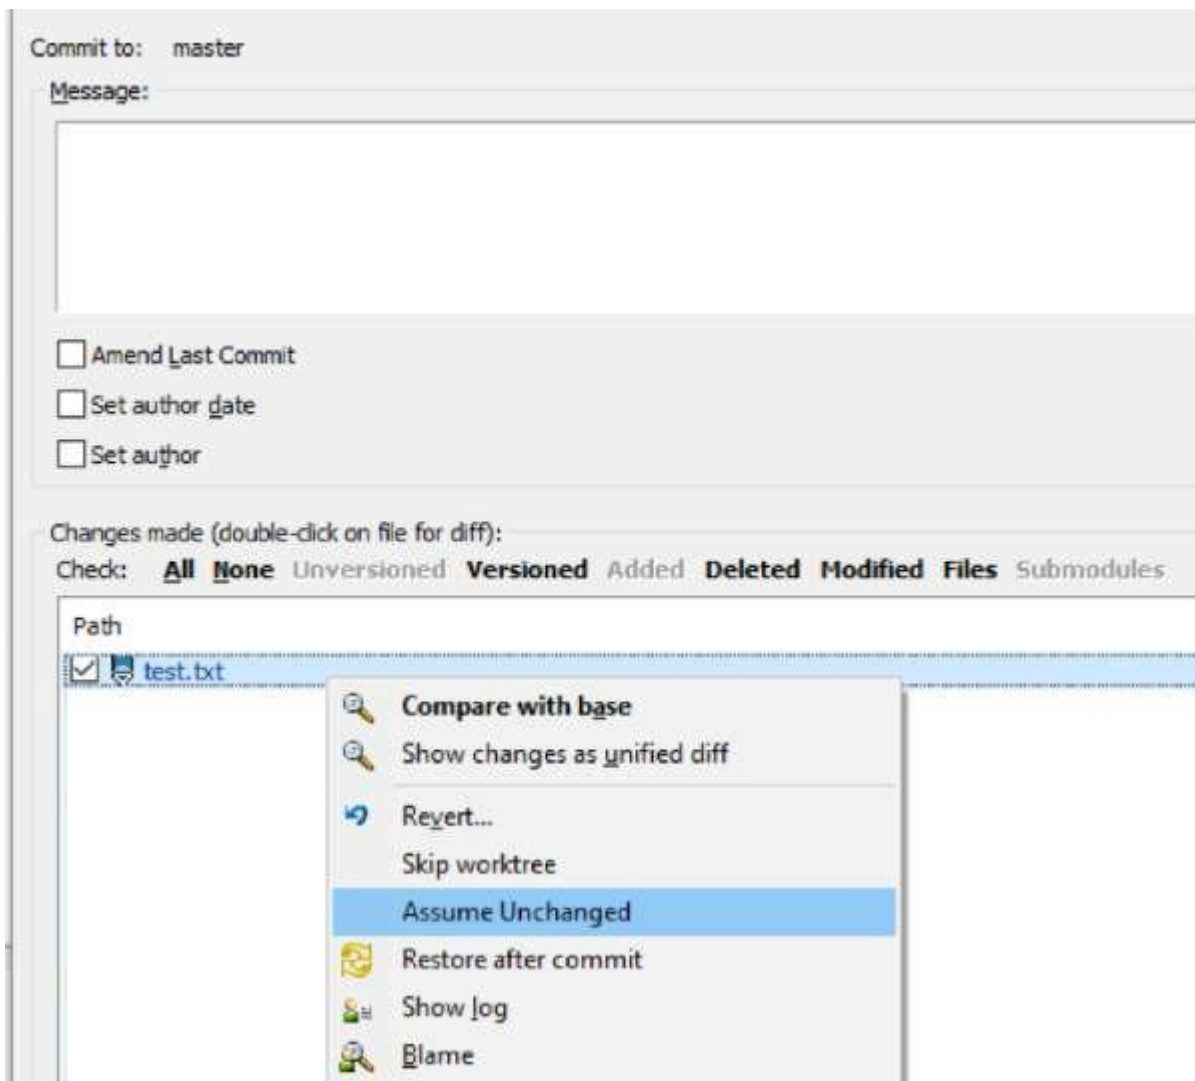 Commit to: master
Message:
Amend Last Commit
Set author date
Set author
Changes made (double-click on file for diff):
Check: All None Unversioned Versioned Added Deleted Modified Files Submodules
Path
test.txt
Compare with base
Show changes as unified diff
Revert...
Skip worktree
Assume Unchanged
Restore after commit
Show log
Blame